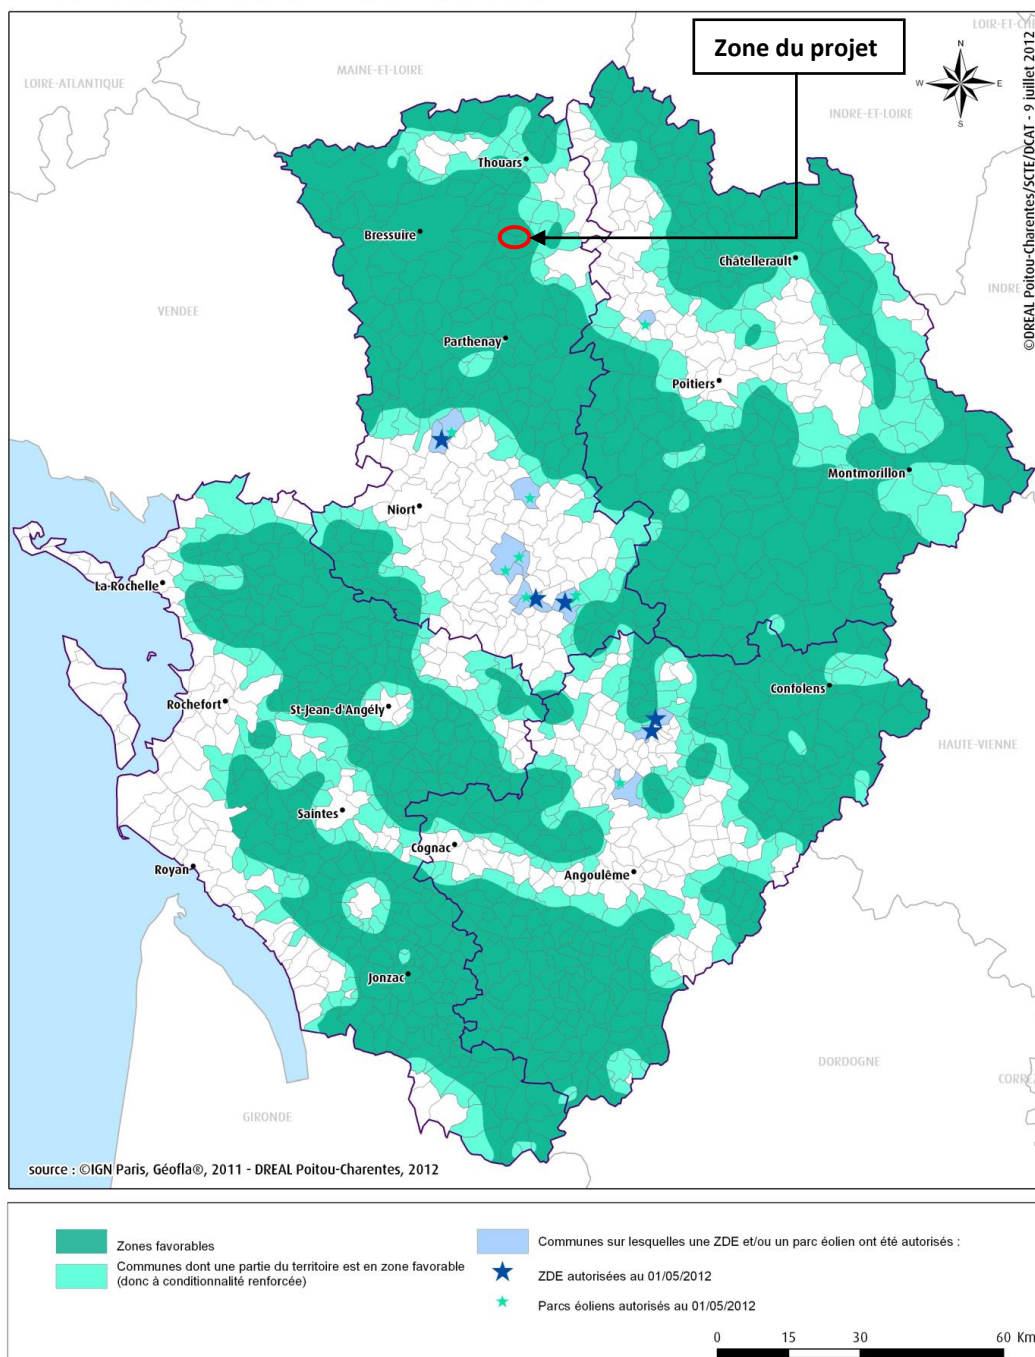 Zone du projet
LOIR-ET-CH
MAINE-ET-LOIRE
LOIRE-ATLANTIQUE
INDRE-ET-LOIRE
N
W
E
S
©DREAL Poitou-Charentes/SCTE/DCAT - 9 juillet 2012
Thouars
Bressuire
Châtellerault
INDRE
VENDEE
Parthenay
Poitiers
Montmorillon
Niort
La Rochelle
Confolens
Rochefort
St-Jean-d'Angély
HAUTE-VIENNE
Saintes
Cognac
Royan
Angoulême
Jonzac
DORDOGNE
CORRE
GIRONDE
source : ©IGN Paris, Géofla®, 2011 - DREAL Poitou-Charentes, 2012
Zones favorables
Communes dont une partie du territoire est en zone favorable
(donc à conditionnalité renforcée)
Communes sur lesquelles une ZDE et/ou un parc éolien ont été autorisés :
ZDE autorisées au 01/05/2012
Parcs éoliens autorisés au 01/05/2012
0 15 30 60 Km